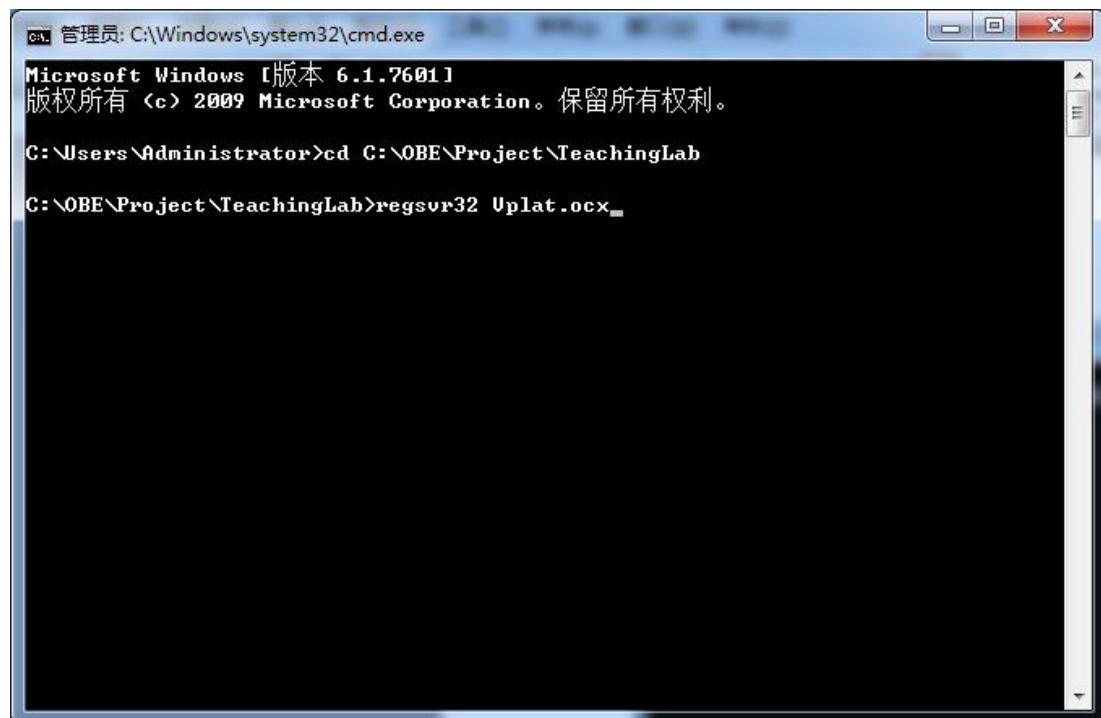 管理员: C:\Windows\system32\cmd.exe
Microsoft Windows [版本 6.1.7601]
版权所有 (c) 2009 Microsoft Corporation。保留所有权利。
C:\Users\Administrator>cd C:\OBE\Project\TeachingLab
C:\OBE\Project\TeachingLab>regsvr32 Vplat.ocx